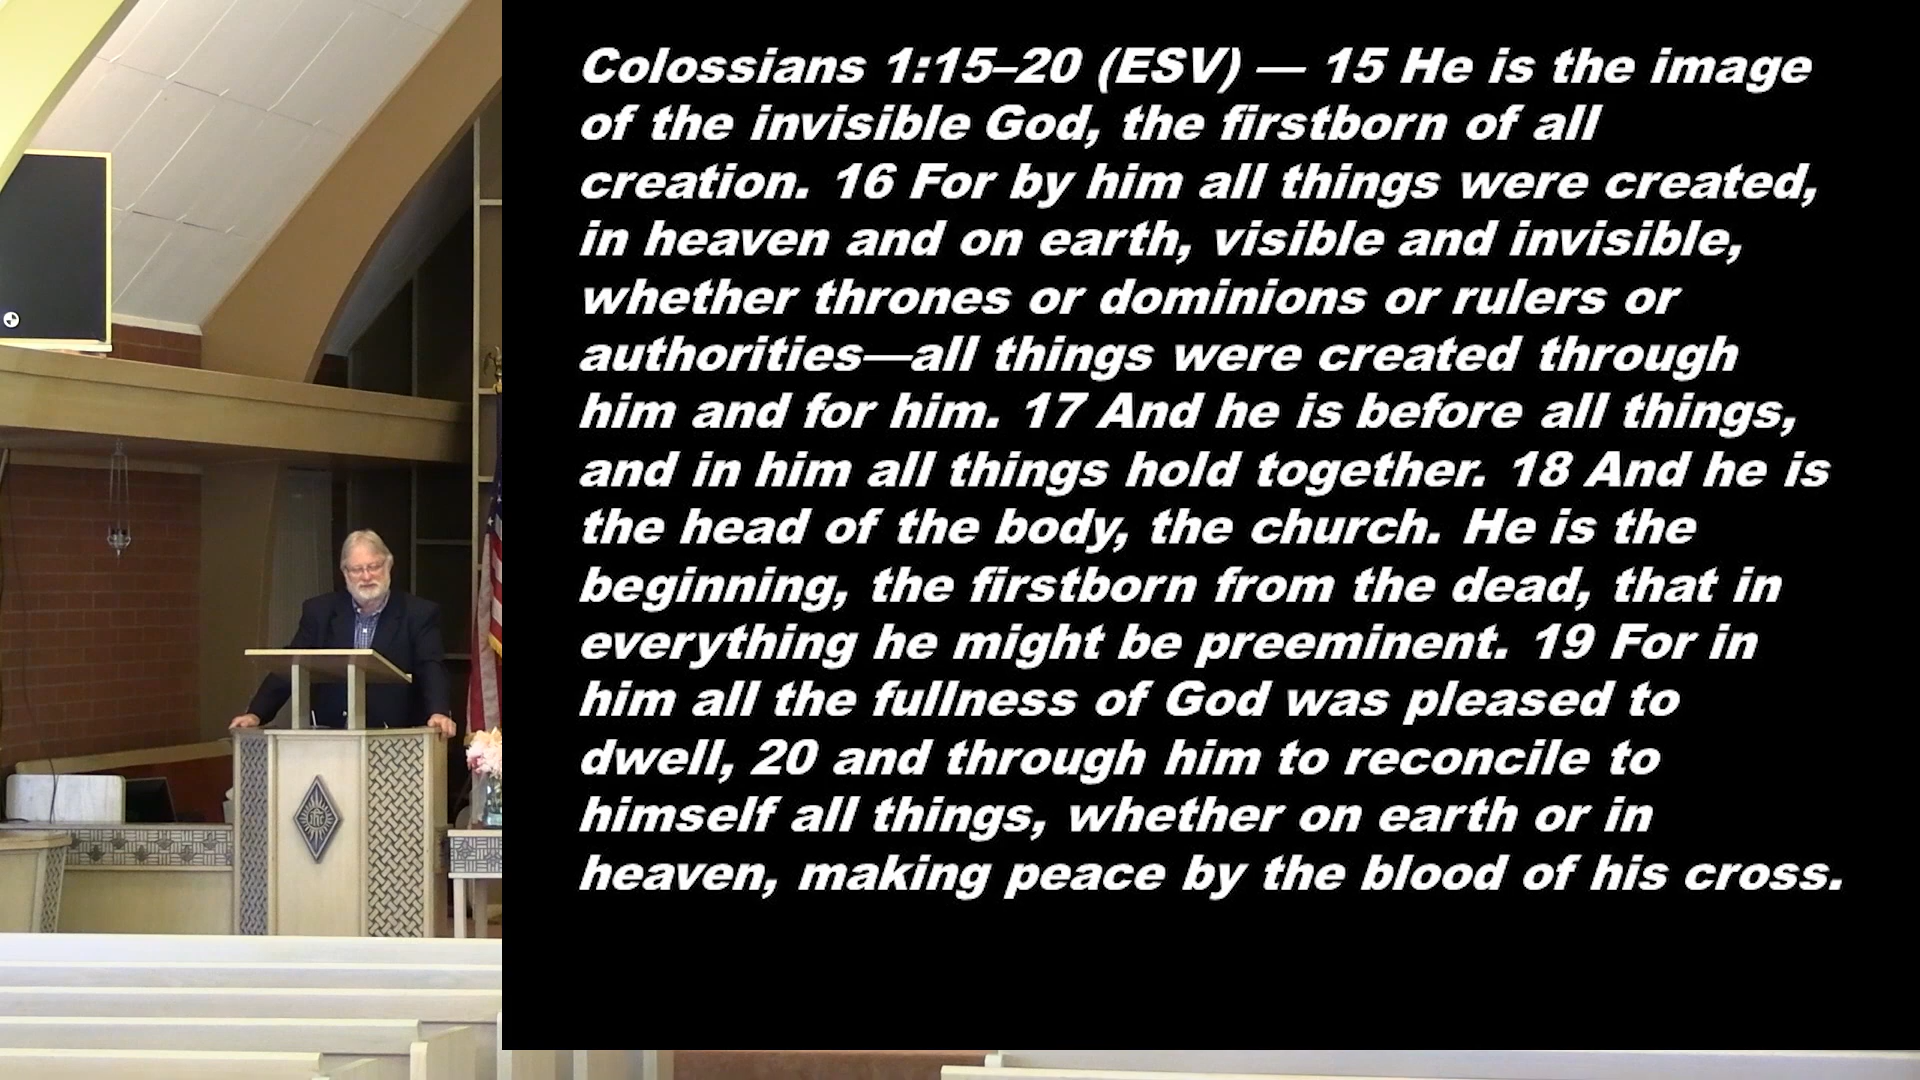 Colossians 1:15–20 (ESV) — 15 He is the image
of the invisible God, the firstborn of all
creation. 16 For by him all things were created,
in heaven and on earth, visible and invisible,
whether thrones or dominions or rulers or
authorities—all things were created through
him and for him. 17 And he is before all things,
and in him all things hold together. 18 And he is
the head of the body, the church. He is the
beginning, the firstborn from the dead, that in
everything he might be preeminent. 19 For in
him all the fullness of God was pleased to
dwell, 20 and through him to reconcile to
himself all things, whether on earth or in
heaven, making peace by the blood of his cross.